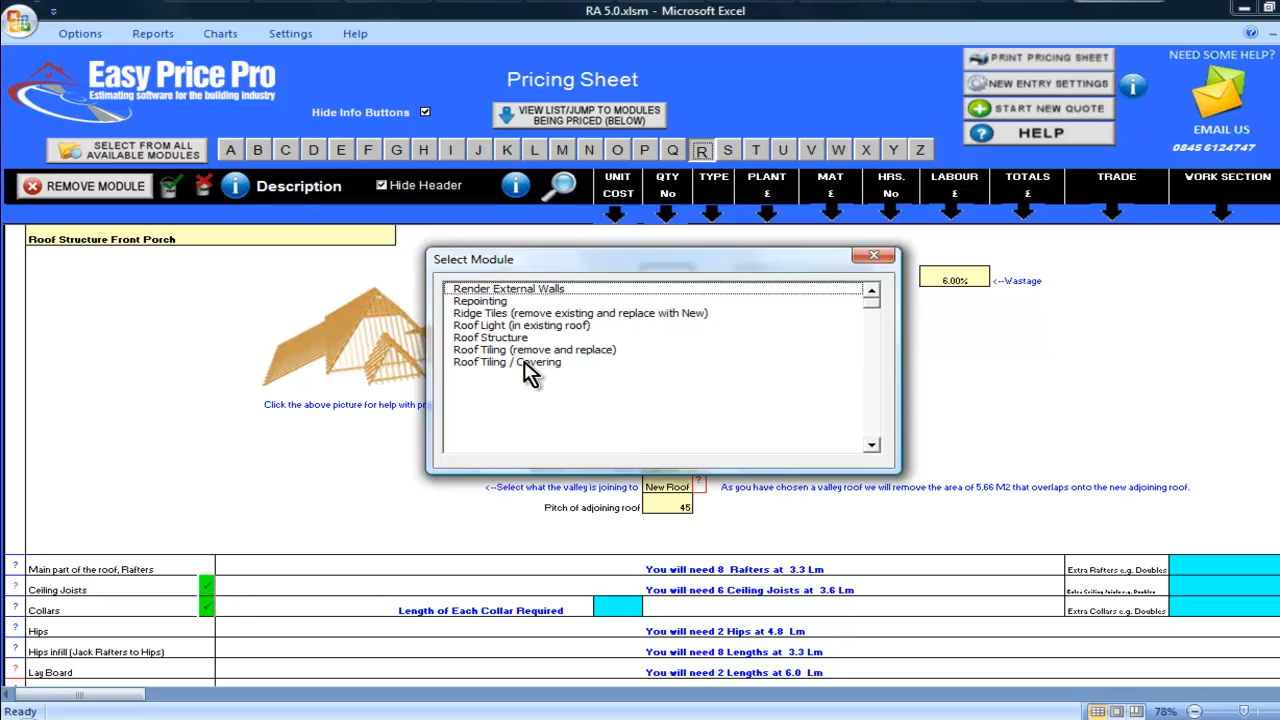 RA 5.0.xlsm - Microsoft Excel
Options Reports Charts Settings Help
Easy Price Pro
Estimating software for the building industry
Pricing Sheet
Hide Info Buttons
VIEW LIST/JUMP TO MODULES
BEING PRICED (BELOW)
PRINT PRICING SHEET
NEW ENTRY SETTINGS
START NEW QUOTE
HELP
NEED SOME HELP?
EMAIL US
0845 6124747
SELECT FROM ALL
AVAILABLE MODULES
A B C D E F G H I J K L M N O P Q R S T U V W X Y Z
REMOVE MODULE
Description
Hide Header
UNIT COST
QTY No
TYPE
PLANT £
MAT £
HRS. No
LABOUR £
TOTALS £
TRADE
WORK SECTION
Roof Structure Front Porch
6.00% <--Wastage
Click the above picture for help with pr
Select Module
Render External Walls
Repointing
Ridge Tiles (remove existing and replace with New)
Roof Light (in existing roof)
Roof Structure
Roof Tiling (remove and replace)
Roof Tiling / Covering
<--Select what the valley is joining to New Roof ? As you have chosen a valley roof we will remove the area of 5.66 M2 that overlaps onto the new adjoining roof.
Pitch of adjoining roof 45
? Main part of the roof, Rafters You will need 8 Rafters at 3.3 Lm Extra Rafters e.g. Doubles
? Ceiling Joists You will need 6 Ceiling Joists at 3.6 Lm Extra Ceiling Joists e.g. Doubles
? Collars Length of Each Collar Required Extra Collars e.g. Doubles
? Hips You will need 2 Hips at 4.8 Lm
? Hips infill (Jack Rafters to Hips) You will need 8 Lengths at 3.3 Lm
? Lay Board You will need 2 Lengths at 6.0 Lm
Ready
78%